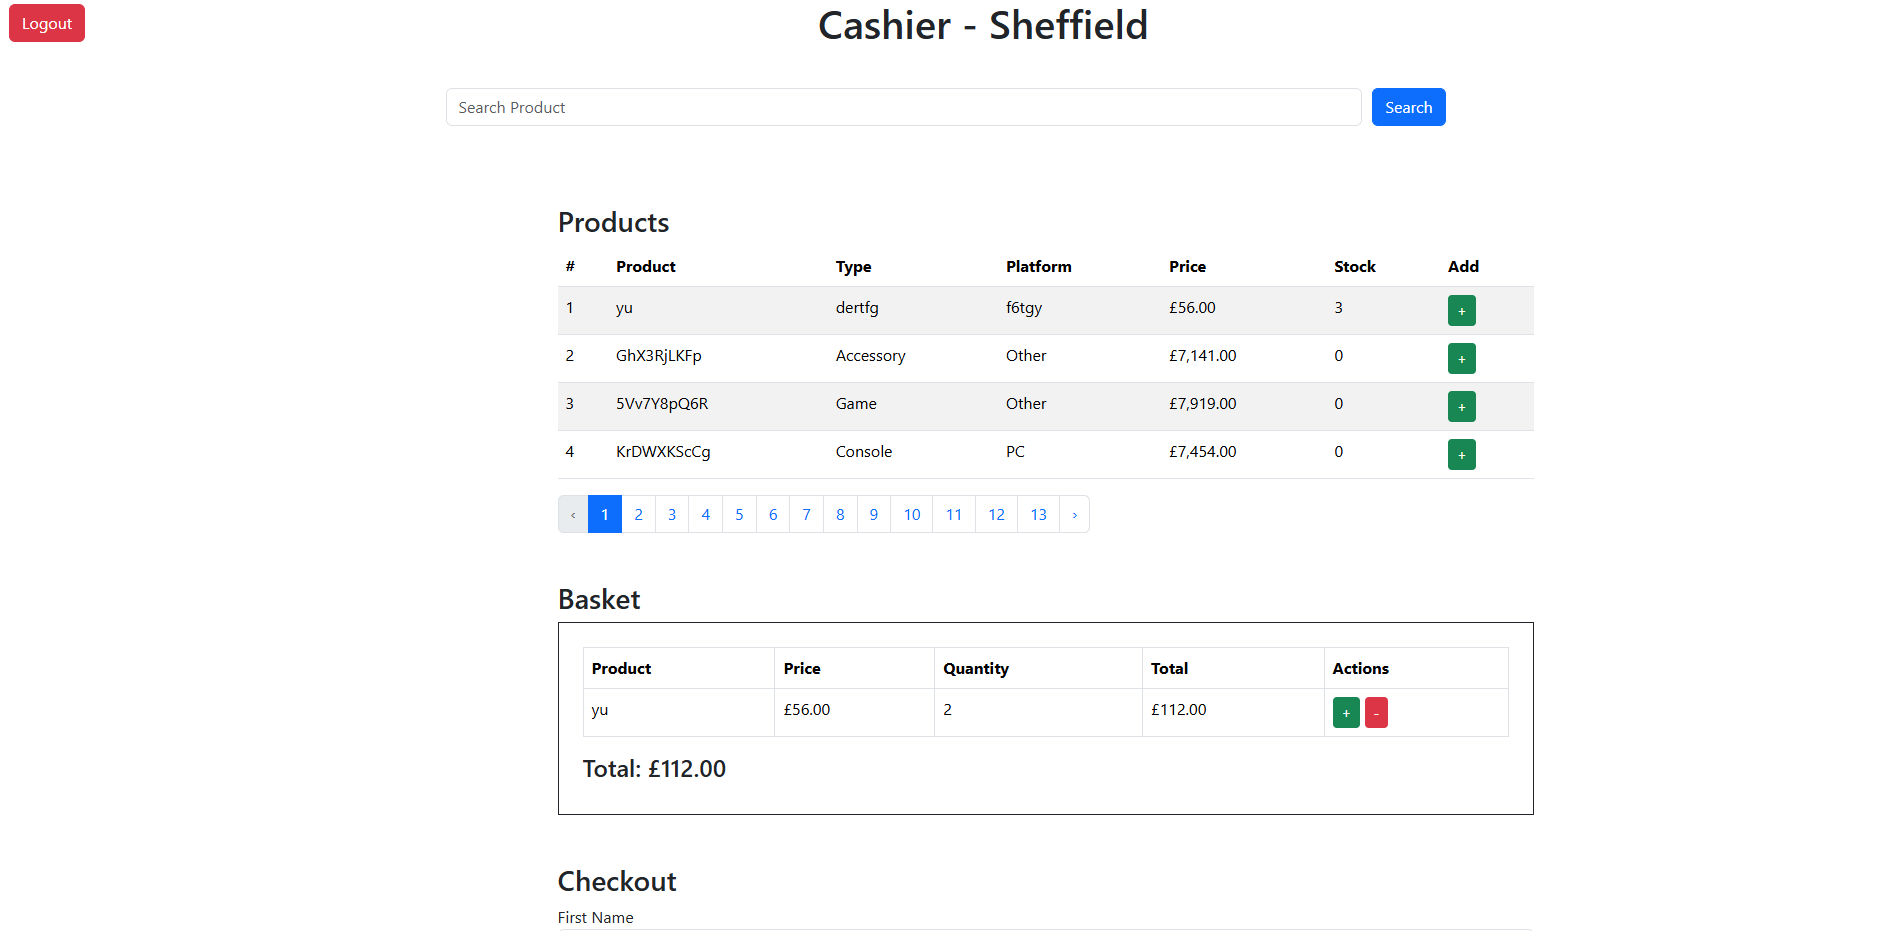 Logout
Cashier - Sheffield
Search Product
Search
Products
# Product Type Platform Price Stock Add
1 yu dertfg f6tgy £56.00 3 +
2 GhX3RjLKFp Accessory Other £7,141.00 0 +
3 5Vv7Y8pQ6R Game Other £7,919.00 0 +
4 KrDWXKScCg Console PC £7,454.00 0 +
‹ 1 2 3 4 5 6 7 8 9 10 11 12 13 ›
Basket
Product Price Quantity Total Actions
yu £56.00 2 £112.00 + -
Total: £112.00
Checkout
First Name